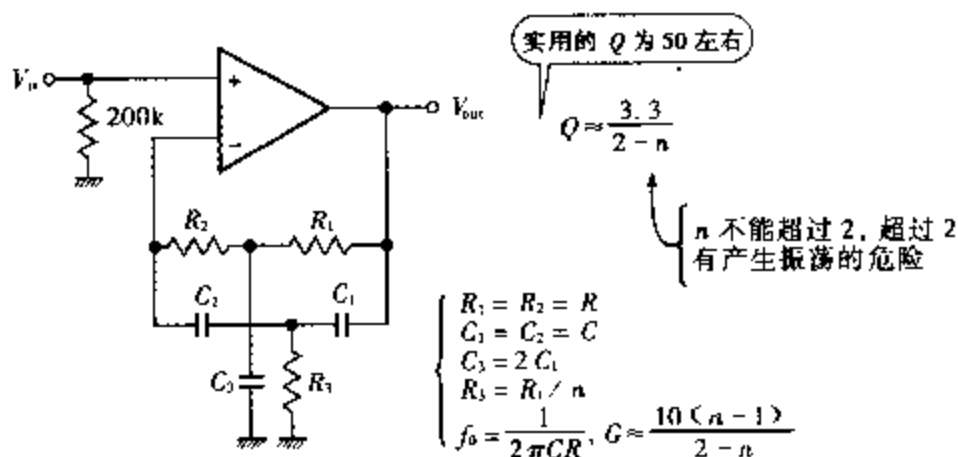 实用的 Q 为 50 左右
V_in
+
200k
−
V_out
Q ≈ 3.3 / (2 − n)
R₂
R₁
n 不能超过 2, 超过 2
有产生振荡的危险
C₂
C₁
C₃
R₃
R₁ = R₂ = R
C₁ = C₂ = C
C₃ = 2 C₁
R₃ = R₁ / n
f₀ = 1 / (2πCR), G ≈ 10(n − 1) / (2 − n)